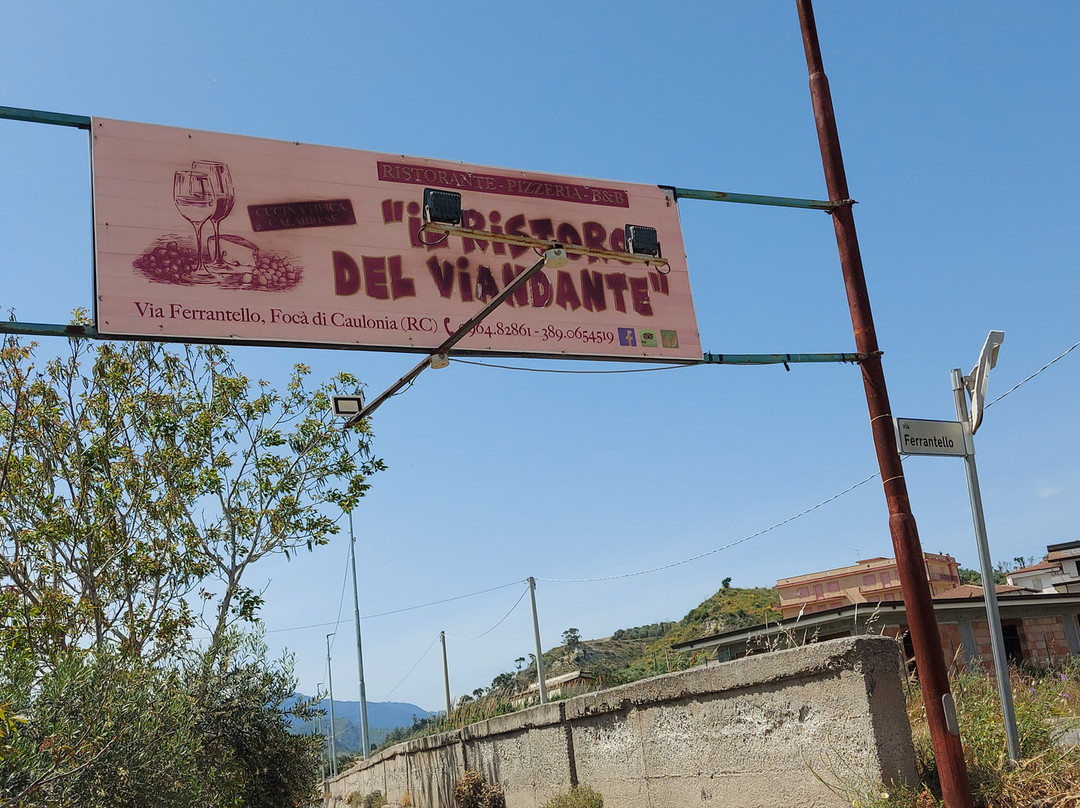 RISTORANTE - PIZZERIA - B&B
CUCINA TIPICA
CALABRESE
"IL RISTORO
DEL VIANDANTE"
Via Ferrantello, Focà di Caulonia (RC) 0964.82861 - 389.0654519
via
Ferrantello